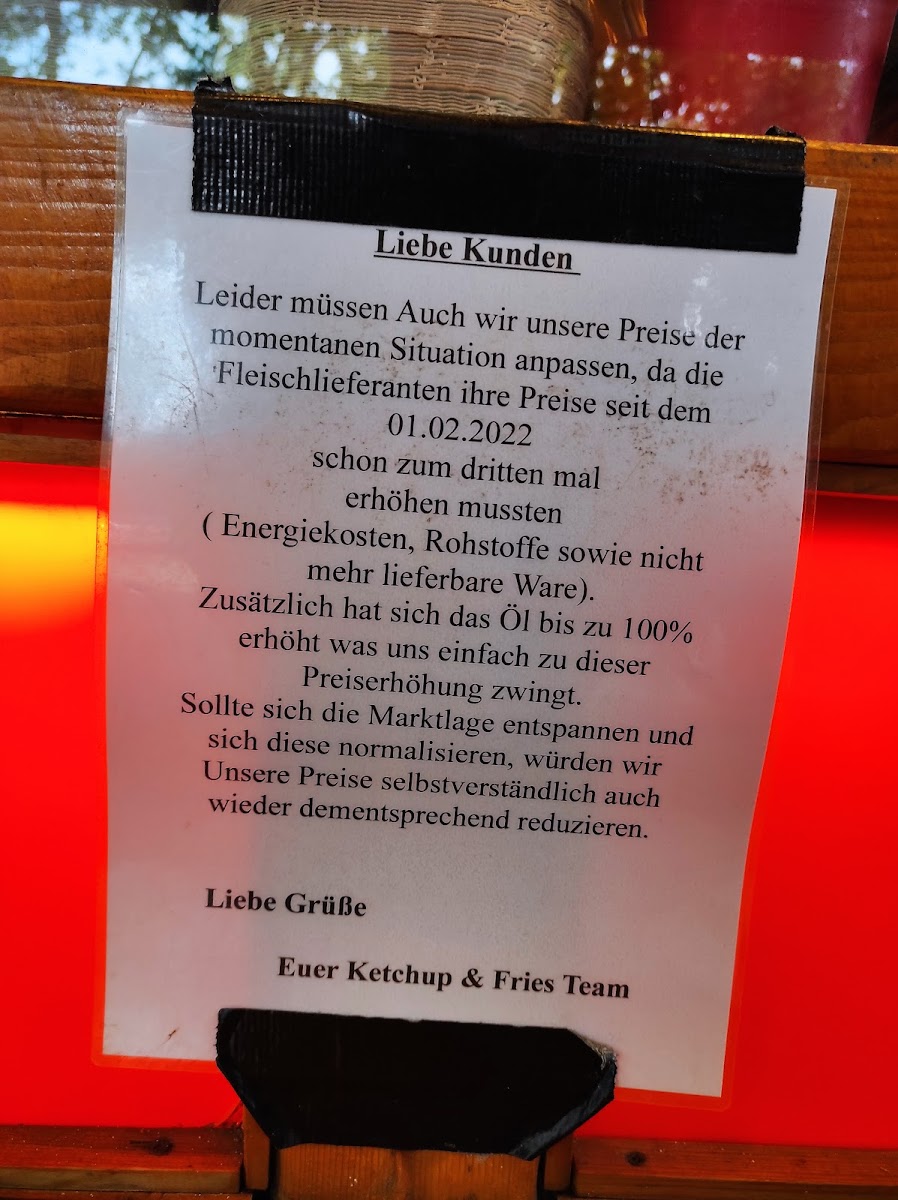 Liebe Kunden
Leider müssen Auch wir unsere Preise der
momentanen Situation anpassen, da die
Fleischlieferanten ihre Preise seit dem
01.02.2022
schon zum dritten mal
erhöhen mussten
( Energiekosten, Rohstoffe sowie nicht
mehr lieferbare Ware).
Zusätzlich hat sich das Öl bis zu 100%
erhöht was uns einfach zu dieser
Preiserhöhung zwingt.
Sollte sich die Marktlage entspannen und
sich diese normalisieren, würden wir
Unsere Preise selbstverständlich auch
wieder dementsprechend reduzieren.
Liebe Grüße
Euer Ketchup & Fries Team